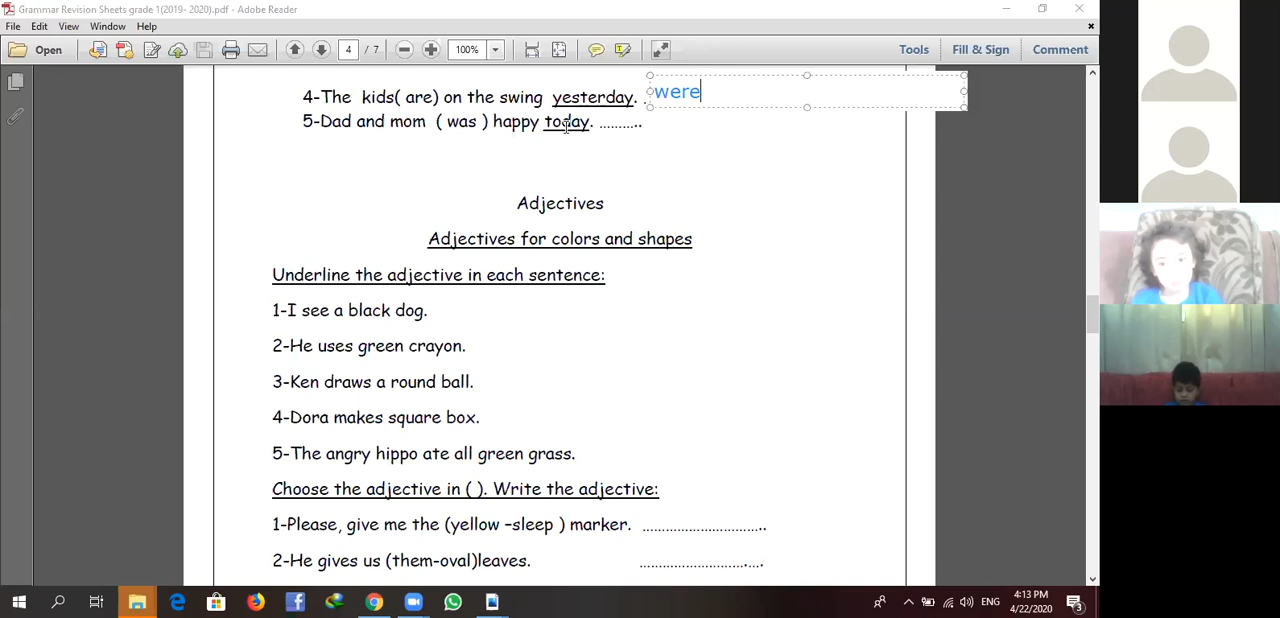 Grammar Revision Sheets grade 1(2019- 2020).pdf - Adobe Reader
File Edit View Window Help
Open 4 / 7 100% Tools Fill & Sign Comment
4-The kids( are) on the swing yesterday. . were
5-Dad and mom ( was ) happy today. ...........
Adjectives
Adjectives for colors and shapes
Underline the adjective in each sentence:
1-I see a black dog.
2-He uses green crayon.
3-Ken draws a round ball.
4-Dora makes square box.
5-The angry hippo ate all green grass.
Choose the adjective in ( ). Write the adjective:
1-Please, give me the (yellow –sleep ) marker. ................................
2-He gives us (them-oval)leaves. ................................
ENG 4:13 PM
4/22/2020 3